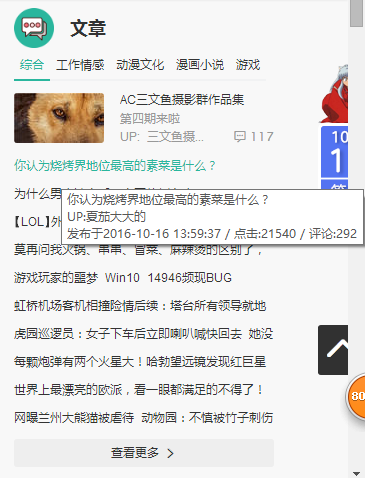 文章
综合 工作情感 动漫文化 漫画小说 游戏
AC三文鱼摄影群作品集
第四期来啦
UP: 三文鱼摄... 117
你认为烧烤界地位最高的素菜是什么？
为什么男
你认为烧烤界地位最高的素菜是什么？
UP:夏茄大大的
发布于2016-10-16 13:59:37 / 点击:21540 / 评论:292
【LOL】外
莫再问我火锅、串串、冒菜、麻辣烫的区别了，
游戏玩家的噩梦 Win10 14946频现BUG
虹桥机场客机相撞险情后续：塔台所有领导就地
虎园巡逻员：女子下车后立即喇叭喊快回去 她没
每颗炮弹有两个火星大！哈勃望远镜发现红巨星
世界上最漂亮的欧派，看一眼都满足的不得了！
网曝兰州大熊猫被虐待 动物园：不慎被竹子刺伤
查看更多
10
1
80